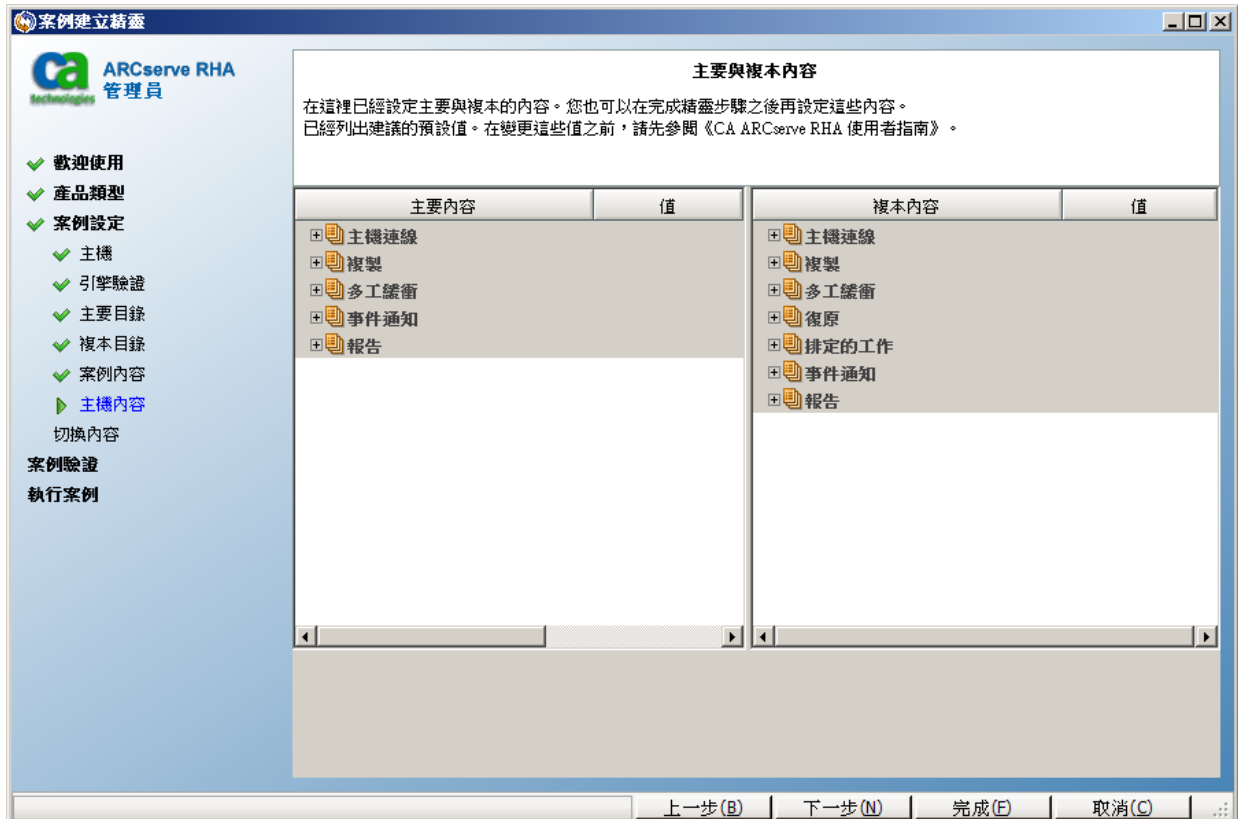 案例建立精靈
ca
technologies
ARCserve RHA
管理員
歡迎使用
產品類型
案例設定
主機
引擎驗證
主要目錄
複本目錄
案例內容
主機內容
切換內容
案例驗證
執行案例
主要與複本內容
在這裡已經設定主要與複本的內容。您也可以在完成精靈步驟之後再設定這些內容。
已經列出建議的預設值。在變更這些值之前，請先參閱《CA ARCserve RHA 使用者指南》。
主要內容 值
主機連線
複製
多工緩衝
事件通知
報告
複本內容 值
主機連線
複製
多工緩衝
復原
排定的工作
事件通知
報告
上一步(B) 下一步(N) 完成(F) 取消(C)